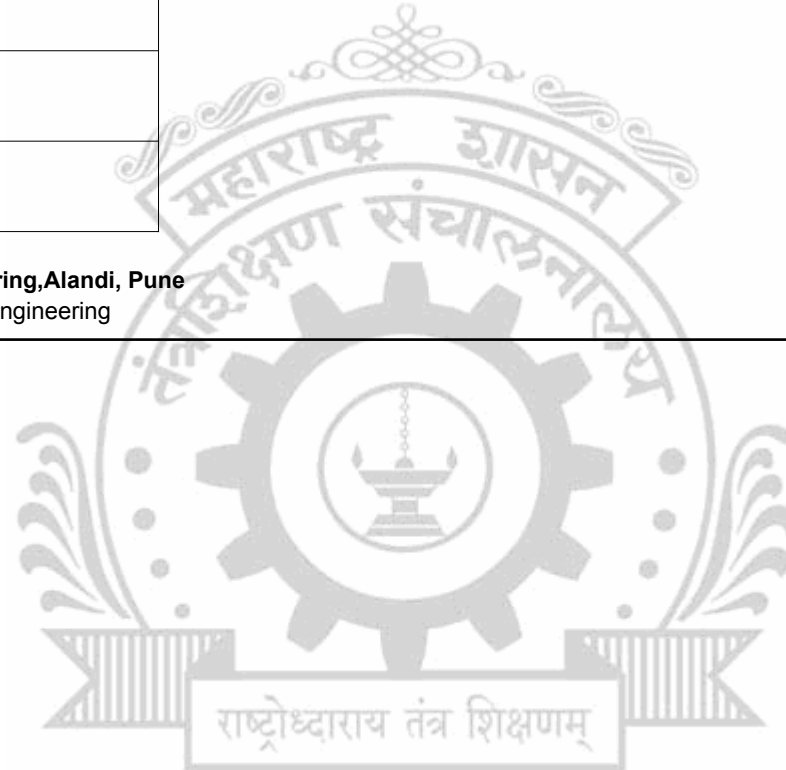 महाराष्ट्र शासन
तंत्रशिक्षण संचालनालय
ring,Alandi, Pune
ngineering
राष्ट्रोध्दाराय तंत्र शिक्षणम्